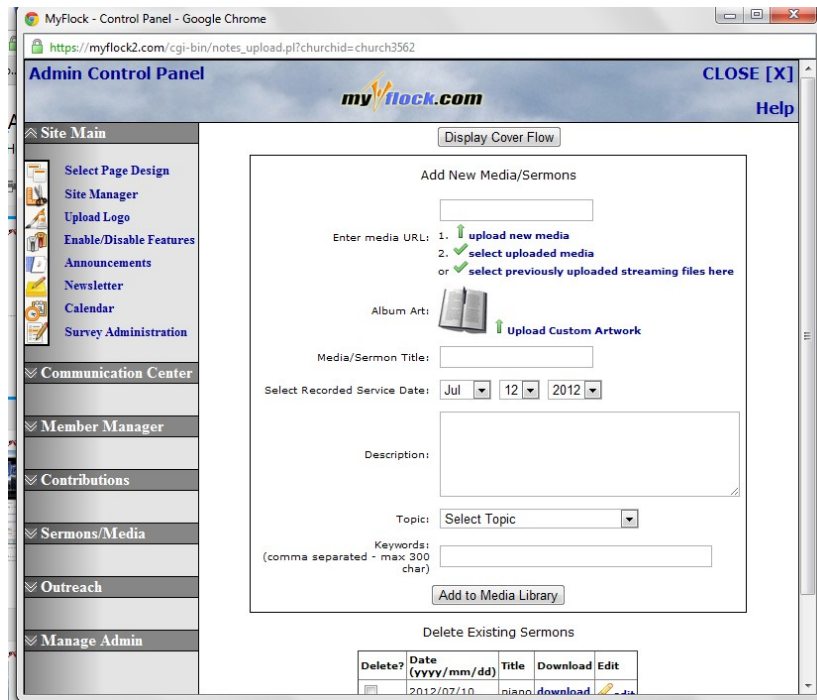 MyFlock - Control Panel - Google Chrome
https://myflock2.com/cgi-bin/notes_upload.pl?churchid=church3562
Admin Control Panel
myflock.com
CLOSE [X]
Help
Site Main
Select Page Design
Site Manager
Upload Logo
Enable/Disable Features
Announcements
Newsletter
Calendar
Survey Administration
Communication Center
Member Manager
Contributions
Sermons/Media
Outreach
Manage Admin
Display Cover Flow
Add New Media/Sermons
Enter media URL: 1. upload new media
2. select uploaded media
or select previously uploaded streaming files here
Album Art: Upload Custom Artwork
Media/Sermon Title:
Select Recorded Service Date: Jul 12 2012
Description:
Topic: Select Topic
Keywords:
(comma separated - max 300
char)
Add to Media Library
Delete Existing Sermons
Delete? Date (yyyy/mm/dd) Title Download Edit
2012/07/10 piano download edit